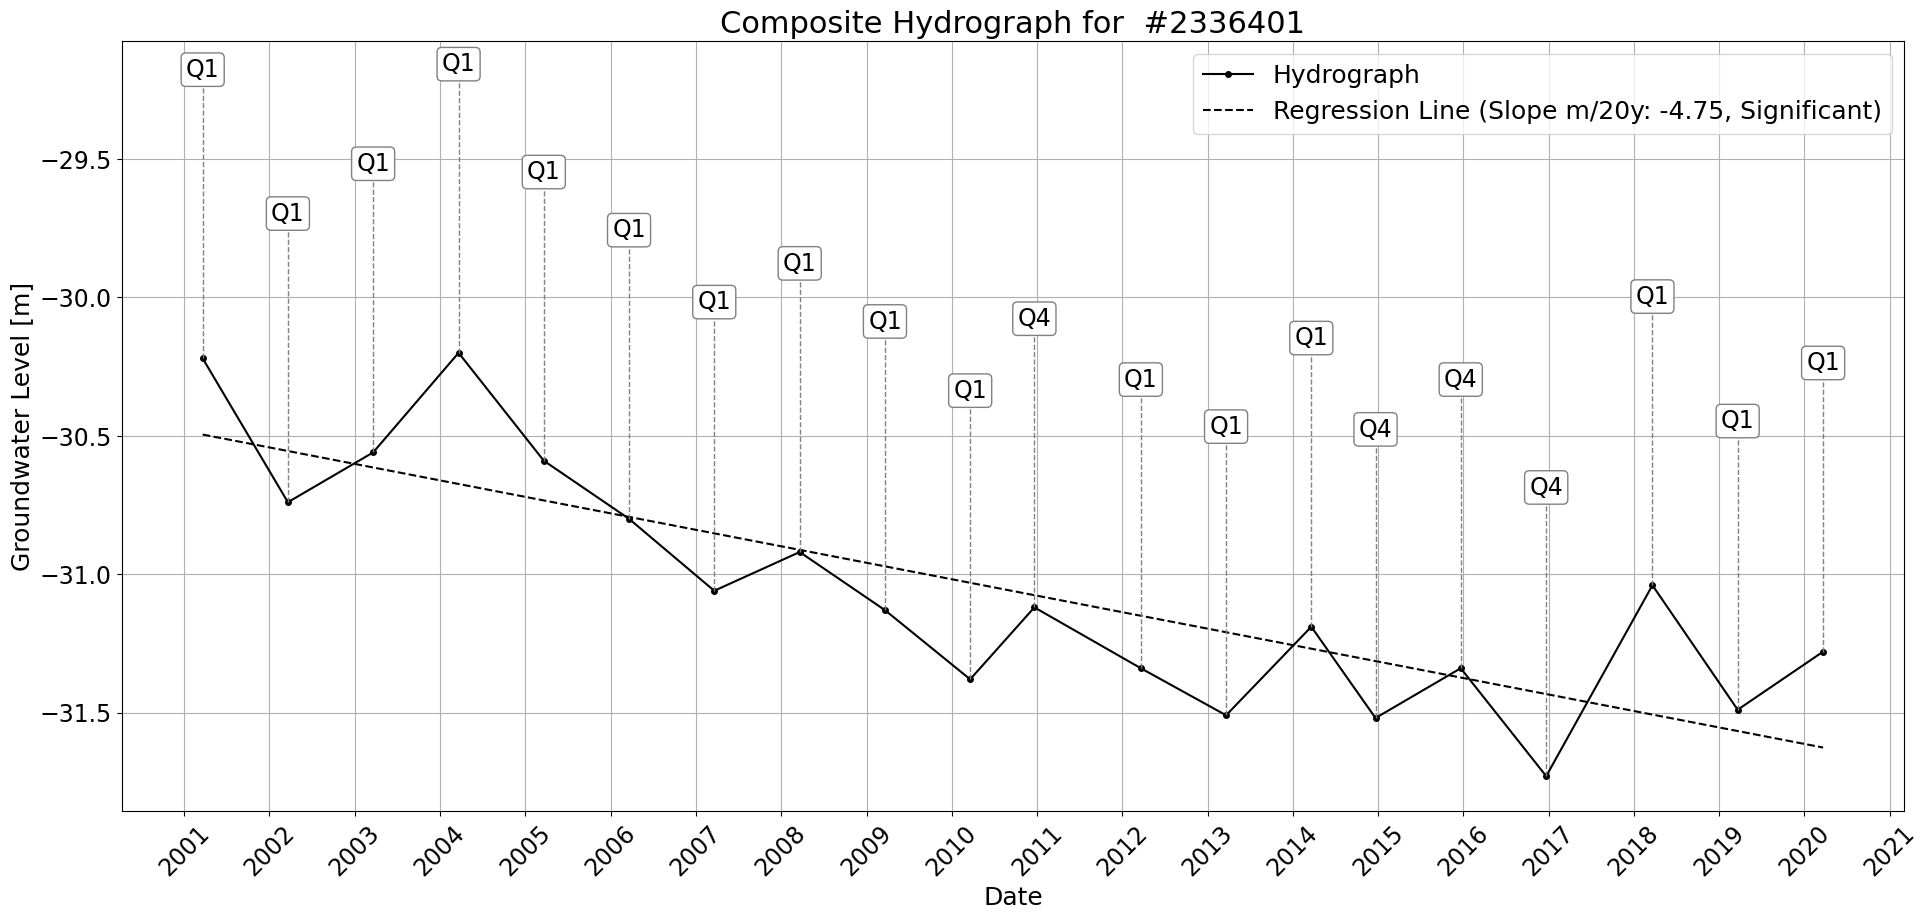 Composite Hydrograph for  #2336401
Hydrograph
Regression Line (Slope m/20y: -4.75, Significant)
Groundwater Level [m]
−29.5
−30.0
−30.5
−31.0
−31.5
Q1
Q1
Q1
Q1
Q1
Q1
Q1
Q1
Q1
Q1
Q4
Q1
Q1
Q1
Q4
Q4
Q4
Q1
Q1
Q1
2001
2002
2003
2004
2005
2006
2007
2008
2009
2010
2011
2012
2013
2014
2015
2016
2017
2018
2019
2020
2021
Date